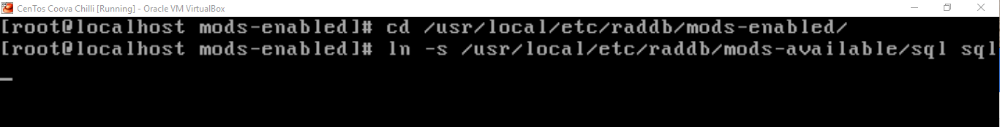 CenTos Coova Chilli [Running] - Oracle VM VirtualBox
[root@localhost mods-enabled]# cd /usr/local/etc/raddb/mods-enabled/
[root@localhost mods-enabled]# ln -s /usr/local/etc/raddb/mods-available/sql sql